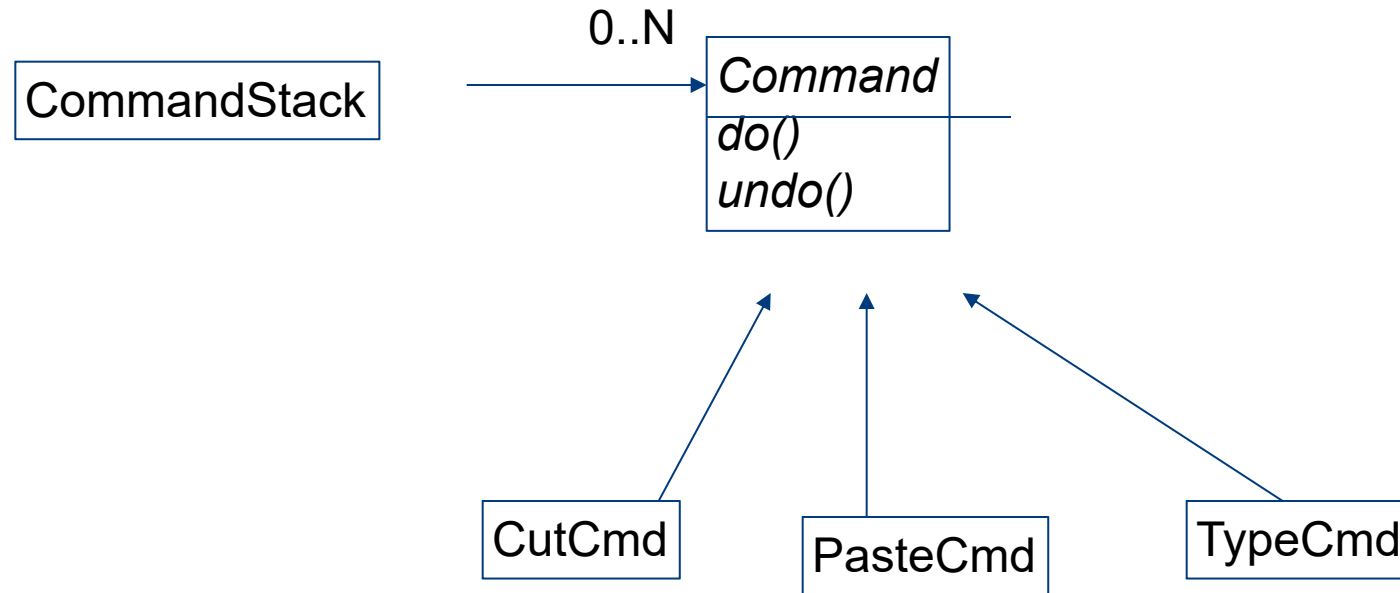 0..N
CommandStack
Command
do()
undo()
CutCmd
PasteCmd
TypeCmd